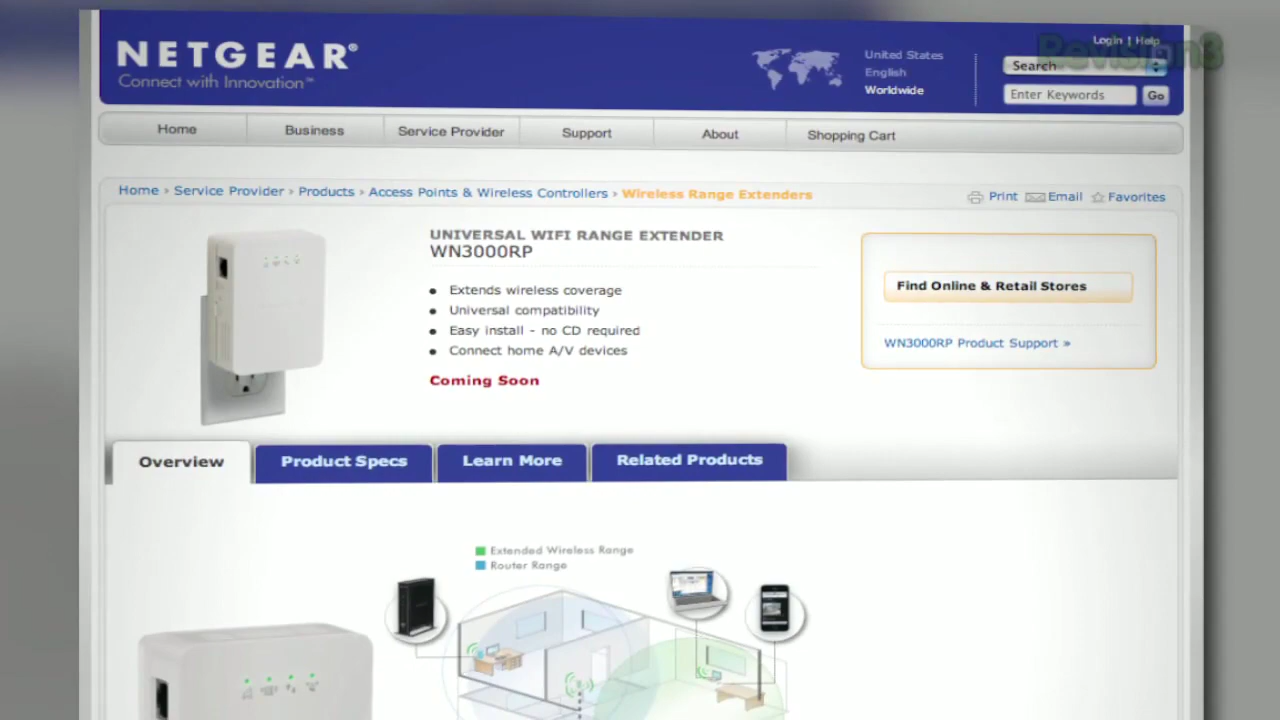 NETGEAR®
Connect with Innovation™
United States
English
Worldwide
Login | Help
Revision3
Search
Enter Keywords Go
Home Business Service Provider Support About Shopping Cart
Home › Service Provider › Products › Access Points & Wireless Controllers › Wireless Range Extenders
Print Email Favorites
UNIVERSAL WIFI RANGE EXTENDER
WN3000RP
• Extends wireless coverage
• Universal compatibility
• Easy install - no CD required
• Connect home A/V devices
Coming Soon
Find Online & Retail Stores
WN3000RP Product Support »
Overview Product Specs Learn More Related Products
Extended Wireless Range
Router Range